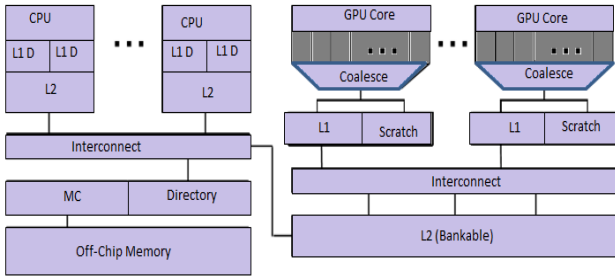 CPU
CPU
L1 D L1 D
L1 D L1 D
L2
L2
Interconnect
MC
Directory
Off-Chip Memory
GPU Core
GPU Core
Coalesce
Coalesce
L1
Scratch
L1
Scratch
Interconnect
L2 (Bankable)